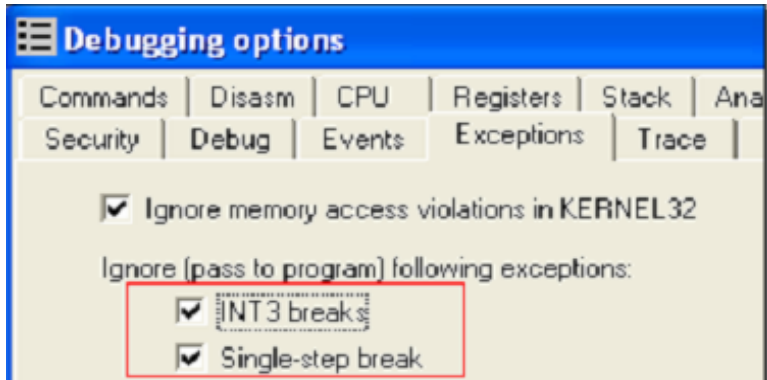 Debugging options
Commands Disasm CPU Registers Stack Ana
Security Debug Events Exceptions Trace
Ignore memory access violations in KERNEL32
Ignore (pass to program) following exceptions:
INT3 breaks
Single-step break